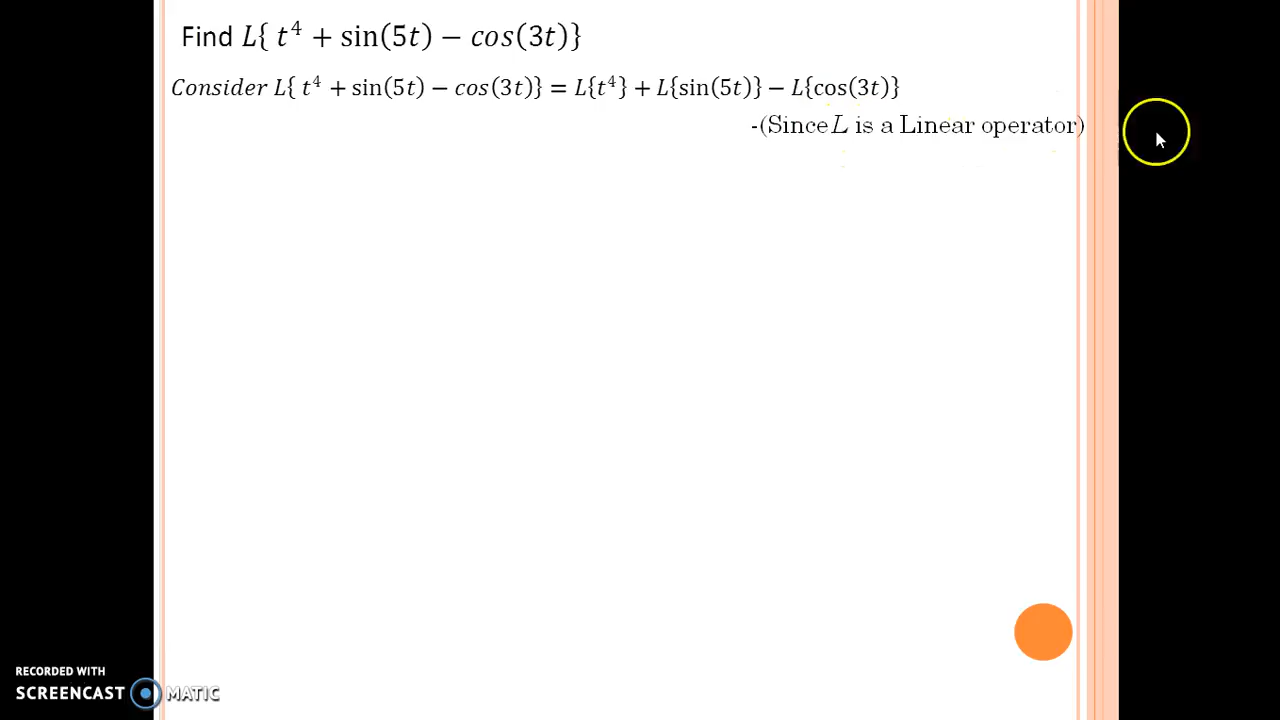 Find L{ t⁴ + sin(5t) − cos(3t)}
Consider L{ t⁴ + sin(5t) − cos(3t)} = L{t⁴} + L{sin(5t)} − L{cos(3t)}
-(Since L is a Linear operator)
RECORDED WITH
SCREENCAST MATIC